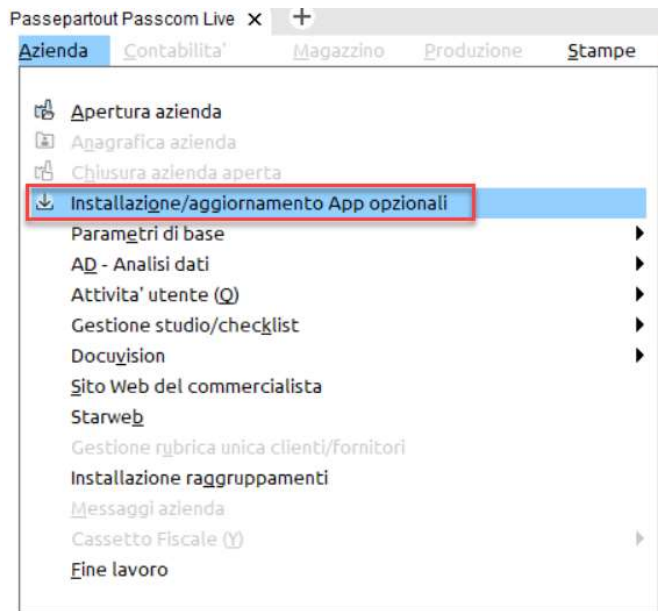 Passepartout Passcom Live
Azienda Contabilita' Magazzino Produzione Stampe
Apertura azienda
Anagrafica azienda
Chiusura azienda aperta
Installazione/aggiornamento App opzionali
Parametri di base
AD - Analisi dati
Attivita' utente (Q)
Gestione studio/checklist
Docuvision
Sito Web del commercialista
Starweb
Gestione rubrica unica clienti/fornitori
Installazione raggruppamenti
Messaggi azienda
Cassetto Fiscale (Y)
Fine lavoro